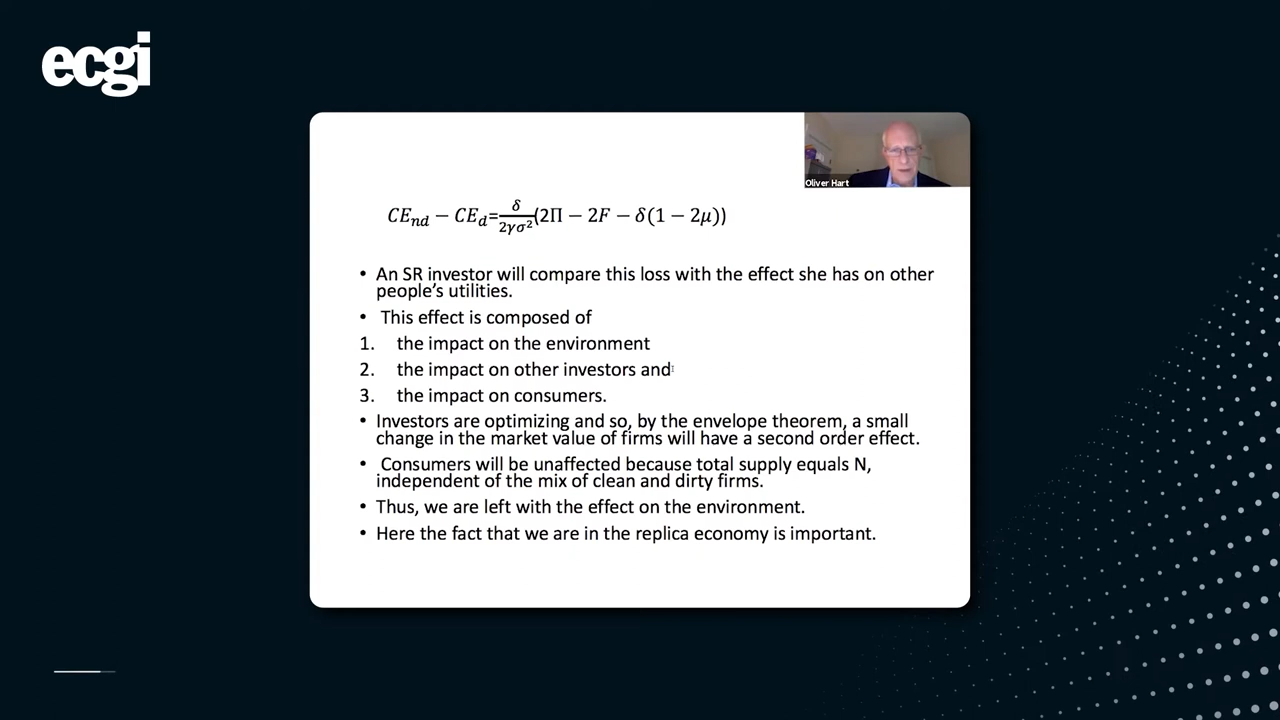 ecgi
Oliver Hart
CE_{nd} − CE_d=\frac{δ}{2γσ^2}(2Π − 2F − δ(1 − 2μ))
• An SR investor will compare this loss with the effect she has on other
people's utilities.
• This effect is composed of
1. the impact on the environment
2. the impact on other investors and
3. the impact on consumers.
• Investors are optimizing and so, by the envelope theorem, a small
change in the market value of firms will have a second order effect.
• Consumers will be unaffected because total supply equals N,
independent of the mix of clean and dirty firms.
• Thus, we are left with the effect on the environment.
• Here the fact that we are in the replica economy is important.